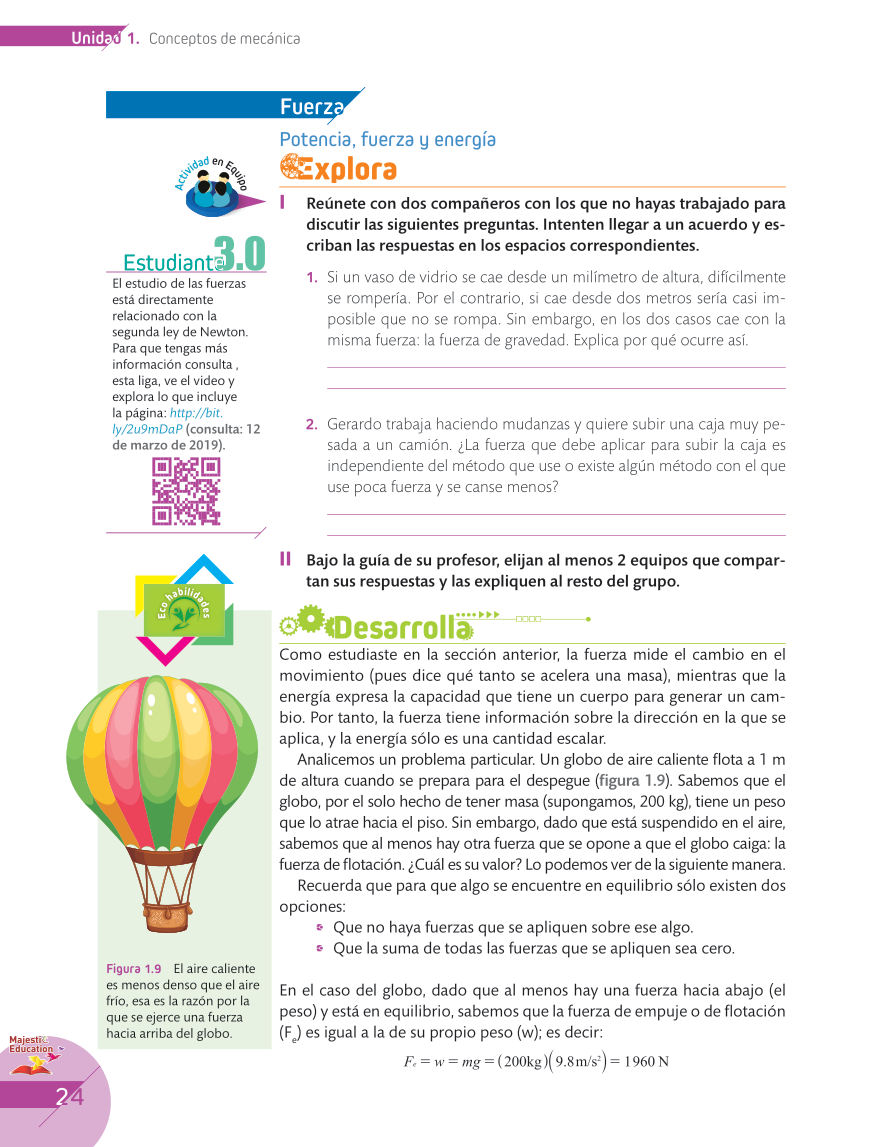 Unidad 1. Conceptos de mecánica
Fuerza
Potencia, fuerza y energía
Explora
Actividad en Equipo
I Reúnete con dos compañeros con los que no hayas trabajado para
discutir las siguientes preguntas. Intenten llegar a un acuerdo y es-
criban las respuestas en los espacios correspondientes.
1. Si un vaso de vidrio se cae desde un milímetro de altura, difícilmente
se rompería. Por el contrario, si cae desde dos metros sería casi im-
posible que no se rompa. Sin embargo, en los dos casos cae con la
misma fuerza: la fuerza de gravedad. Explica por qué ocurre así.
2. Gerardo trabaja haciendo mudanzas y quiere subir una caja muy pe-
sada a un camión. ¿La fuerza que debe aplicar para subir la caja es
independiente del método que use o existe algún método con el que
use poca fuerza y se canse menos?
II Bajo la guía de su profesor, elijan al menos 2 equipos que compar-
tan sus respuestas y las expliquen al resto del grupo.
Estudiante 3.0
El estudio de las fuerzas
está directamente
relacionado con la
segunda ley de Newton.
Para que tengas más
información consulta ,
esta liga, ve el video y
explora lo que incluye
la página: http://bit.
ly/2u9mDaP (consulta: 12
de marzo de 2019).
Eco habilidades
Desarrolla
Como estudiaste en la sección anterior, la fuerza mide el cambio en el
movimiento (pues dice qué tanto se acelera una masa), mientras que la
energía expresa la capacidad que tiene un cuerpo para generar un cam-
bio. Por tanto, la fuerza tiene información sobre la dirección en la que se
aplica, y la energía sólo es una cantidad escalar.
Analicemos un problema particular. Un globo de aire caliente flota a 1 m
de altura cuando se prepara para el despegue (figura 1.9). Sabemos que el
globo, por el solo hecho de tener masa (supongamos, 200 kg), tiene un peso
que lo atrae hacia el piso. Sin embargo, dado que está suspendido en el aire,
sabemos que al menos hay otra fuerza que se opone a que el globo caiga: la
fuerza de flotación. ¿Cuál es su valor? Lo podemos ver de la siguiente manera.
Recuerda que para que algo se encuentre en equilibrio sólo existen dos
opciones:
Que no haya fuerzas que se apliquen sobre ese algo.
Que la suma de todas las fuerzas que se apliquen sea cero.
En el caso del globo, dado que al menos hay una fuerza hacia abajo (el
peso) y está en equilibrio, sabemos que la fuerza de empuje o de flotación
(Fe) es igual a la de su propio peso (w); es decir:
Fe = w = mg = (200kg)(9.8m/s²) = 1960 N
Figura 1.9 El aire caliente
es menos denso que el aire
frío, esa es la razón por la
que se ejerce una fuerza
hacia arriba del globo.
Majestic
Education
24